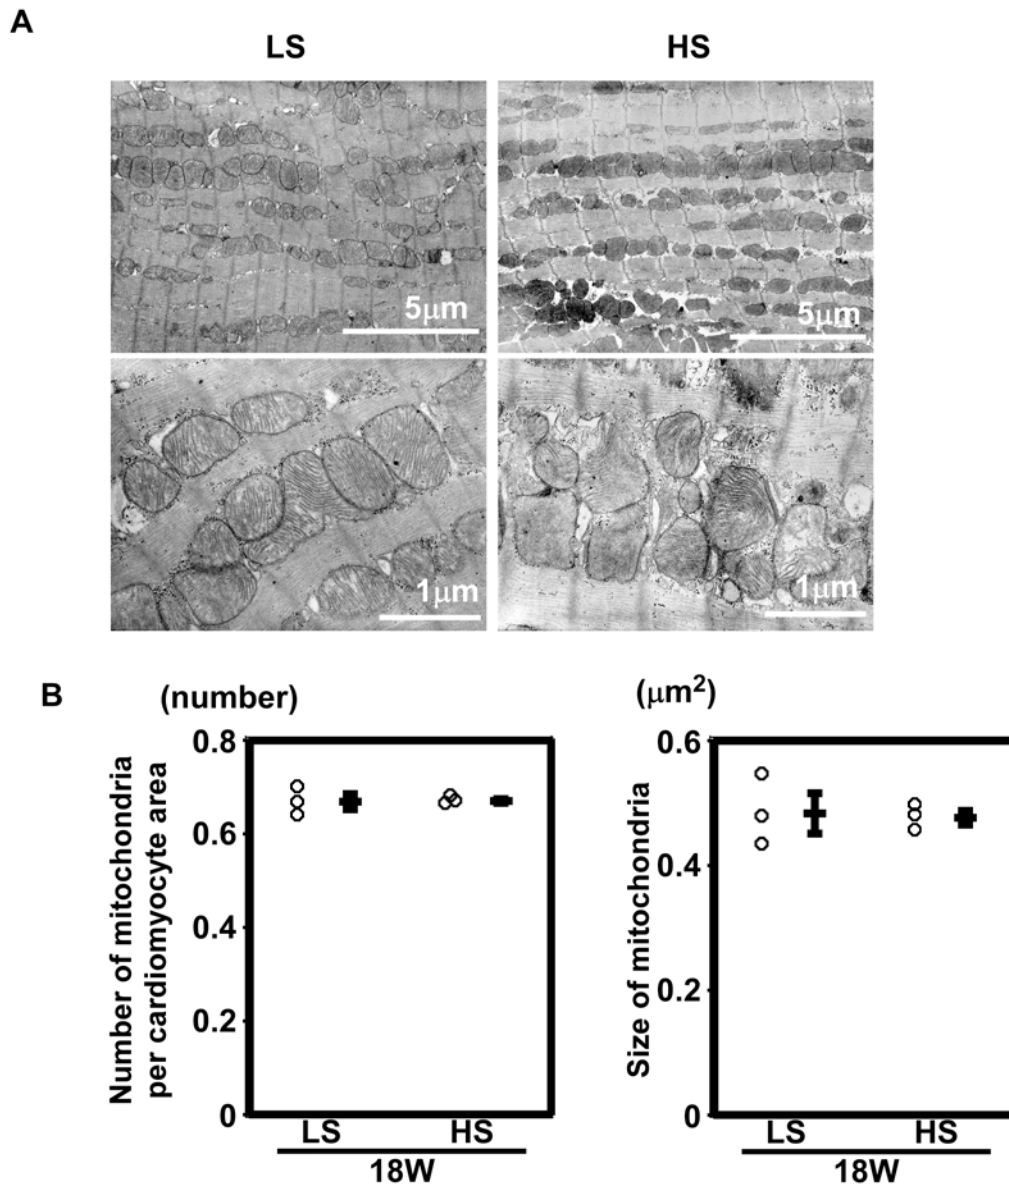 A
LS HS
5μm 5μm
1μm 1μm
B
(number)
Number of mitochondria
per cardiomyocyte area
0.8
0.6
0.4
0.2
0
LS HS
18W
(μm²)
Size of mitochondria
0.6
0.4
0.2
0
LS HS
18W